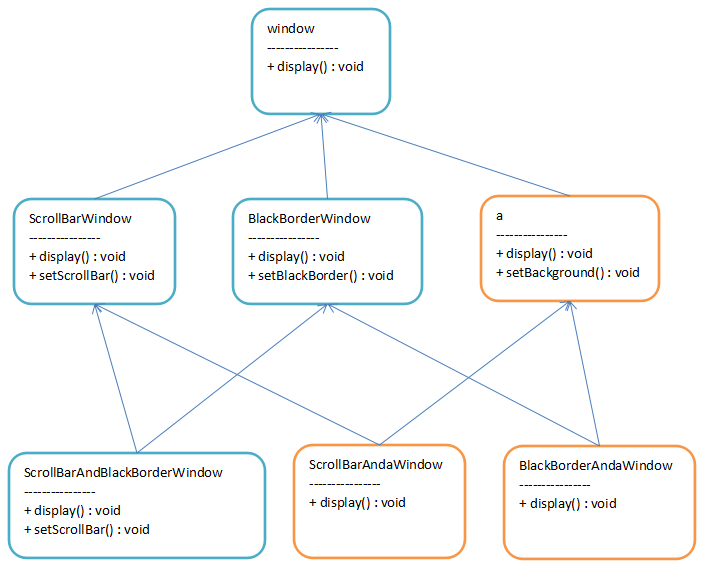 window
----------------
+ display() : void
ScrollBarWindow
----------------
+ display() : void
+ setScrollBar() : void
BlackBorderWindow
----------------
+ display() : void
+ setBlackBorder() : void
a
----------------
+ display() : void
+ setBackground() : void
ScrollBarAndBlackBorderWindow
----------------
+ display() : void
+ setScrollBar() : void
ScrollBarAndaWindow
----------------
+ display() : void
BlackBorderAndaWindow
----------------
+ display() : void